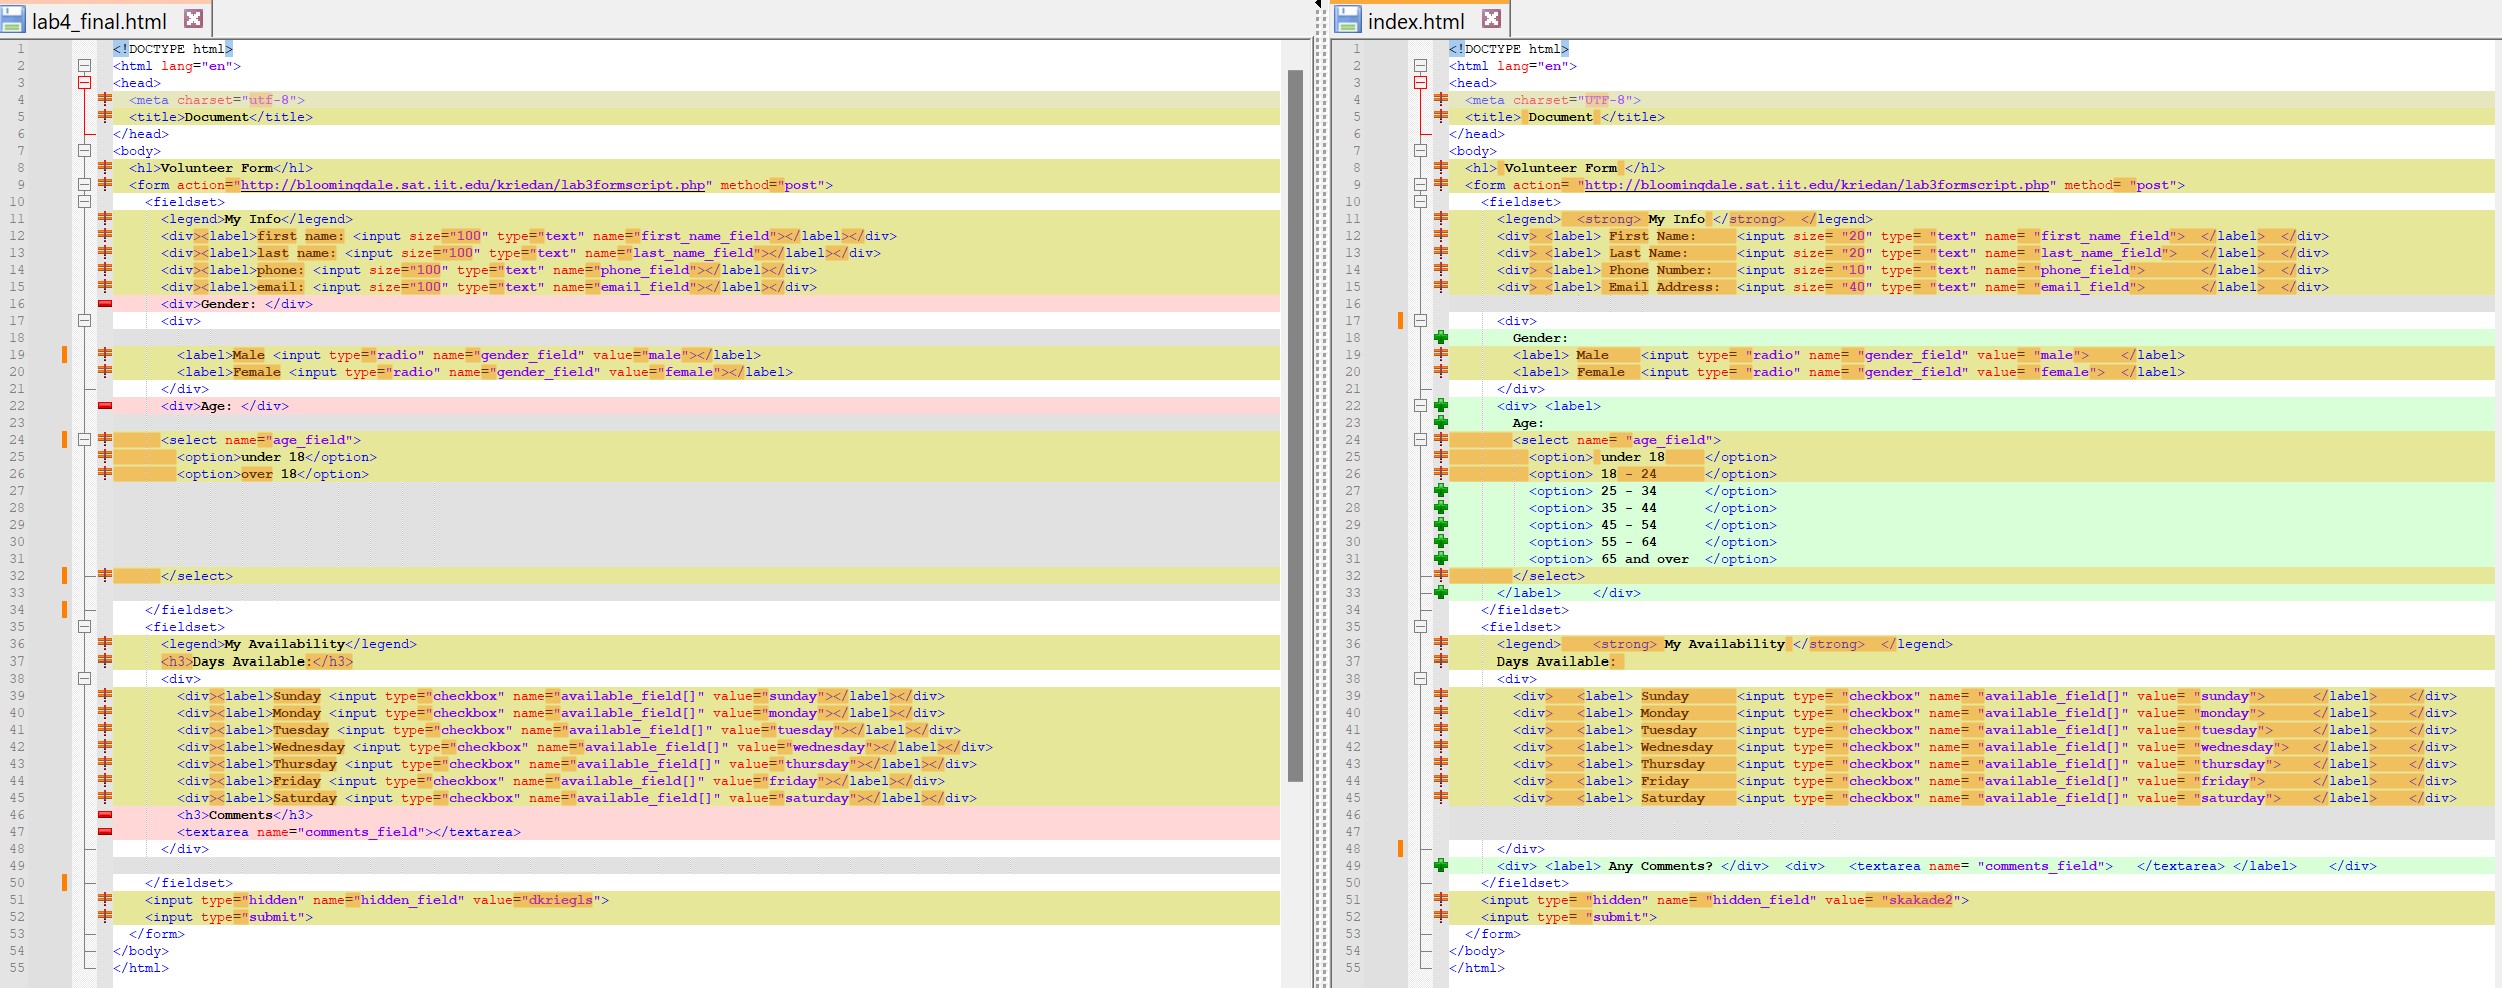 lab4_final.html
1 <!DOCTYPE html>
2 <html lang="en">
3 <head>
4 <meta charset="utf-8">
5 <title>Document</title>
6 </head>
7 <body>
8 <h1>Volunteer Form</h1>
9 <form action="http://bloomingdale.sat.iit.edu/kriedan/lab3formscript.php" method="post">
10 <fieldset>
11 <legend>My Info</legend>
12 <div><label>first name: <input size="100" type="text" name="first_name_field"></label></div>
13 <div><label>last name: <input size="100" type="text" name="last_name_field"></label></div>
14 <div><label>phone: <input size="100" type="text" name="phone_field"></label></div>
15 <div><label>email: <input size="100" type="text" name="email_field"></label></div>
16 <div>Gender: </div>
17 <div>
18
19 <label>Male <input type="radio" name="gender_field" value="male"></label>
20 <label>Female <input type="radio" name="gender_field" value="female"></label>
21 </div>
22 <div>Age: </div>
23
24 <select name="age_field">
25 <option>under 18</option>
26 <option>over 18</option>
27
28
29
30
31
32 </select>
33
34 </fieldset>
35 <fieldset>
36 <legend>My Availability</legend>
37 <h3>Days Available:</h3>
38 <div>
39 <div><label>Sunday <input type="checkbox" name="available_field[]" value="sunday"></label></div>
40 <div><label>Monday <input type="checkbox" name="available_field[]" value="monday"></label></div>
41 <div><label>Tuesday <input type="checkbox" name="available_field[]" value="tuesday"></label></div>
42 <div><label>Wednesday <input type="checkbox" name="available_field[]" value="wednesday"></label></div>
43 <div><label>Thursday <input type="checkbox" name="available_field[]" value="thursday"></label></div>
44 <div><label>Friday <input type="checkbox" name="available_field[]" value="friday"></label></div>
45 <div><label>Saturday <input type="checkbox" name="available_field[]" value="saturday"></label></div>
46 <h3>Comments</h3>
47 <textarea name="comments_field"></textarea>
48 </div>
49
50 </fieldset>
51 <input type="hidden" name="hidden_field" value="dkriegls">
52 <input type="submit">
53 </form>
54 </body>
55 </html>
index.html
1 <!DOCTYPE html>
2 <html lang="en">
3 <head>
4 <meta charset="UTF-8">
5 <title> Document </title>
6 </head>
7 <body>
8 <h1> Volunteer Form </h1>
9 <form action= "http://bloomingdale.sat.iit.edu/kriedan/lab3formscript.php" method= "post">
10 <fieldset>
11 <legend> <strong> My Info </strong> </legend>
12 <div> <label> First Name: <input size= "20" type= "text" name= "first_name_field"> </label> </div>
13 <div> <label> Last Name: <input size= "20" type= "text" name= "last_name_field"> </label> </div>
14 <div> <label> Phone Number: <input size= "10" type= "text" name= "phone_field"> </label> </div>
15 <div> <label> Email Address: <input size= "40" type= "text" name= "email_field"> </label> </div>
16
17 <div>
18 Gender:
19 <label> Male <input type= "radio" name= "gender_field" value= "male"> </label>
20 <label> Female <input type= "radio" name= "gender_field" value= "female"> </label>
21 </div>
22 <div> <label>
23 Age:
24 <select name= "age_field">
25 <option> under 18 </option>
26 <option> 18 - 24 </option>
27 <option> 25 - 34 </option>
28 <option> 35 - 44 </option>
29 <option> 45 - 54 </option>
30 <option> 55 - 64 </option>
31 <option> 65 and over </option>
32 </select>
33 </label> </div>
34 </fieldset>
35 <fieldset>
36 <legend> <strong> My Availability </strong> </legend>
37 Days Available:
38 <div>
39 <div> <label> Sunday <input type= "checkbox" name= "available_field[]" value= "sunday"> </label> </div>
40 <div> <label> Monday <input type= "checkbox" name= "available_field[]" value= "monday"> </label> </div>
41 <div> <label> Tuesday <input type= "checkbox" name= "available_field[]" value= "tuesday"> </label> </div>
42 <div> <label> Wednesday <input type= "checkbox" name= "available_field[]" value= "wednesday"> </label> </div>
43 <div> <label> Thursday <input type= "checkbox" name= "available_field[]" value= "thursday"> </label> </div>
44 <div> <label> Friday <input type= "checkbox" name= "available_field[]" value= "friday"> </label> </div>
45 <div> <label> Saturday <input type= "checkbox" name= "available_field[]" value= "saturday"> </label> </div>
46
47
48 </div>
49 <div> <label> Any Comments? </div> <div> <textarea name= "comments_field"> </textarea> </label> </div>
50 </fieldset>
51 <input type= "hidden" name= "hidden_field" value= "skakade2">
52 <input type= "submit">
53 </form>
54 </body>
55 </html>